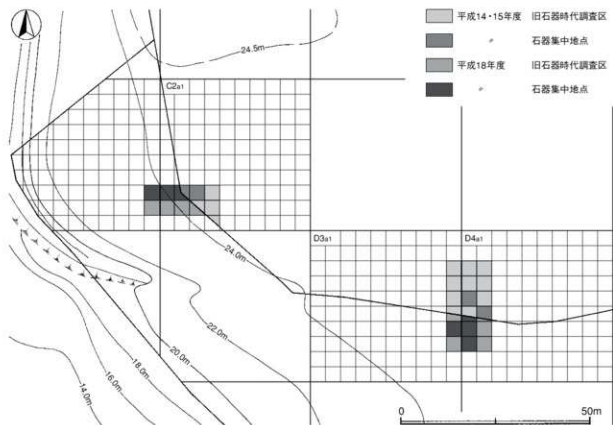 平成14・15年度 旧石器時代調査区
〃 石器集中地点
平成18年度 旧石器時代調査区
〃 石器集中地点
24.5m
C2a1
24.0m
D3a1
D4a1
22.0m
20.0m
18.0m
16.0m
14.0m
0 50m